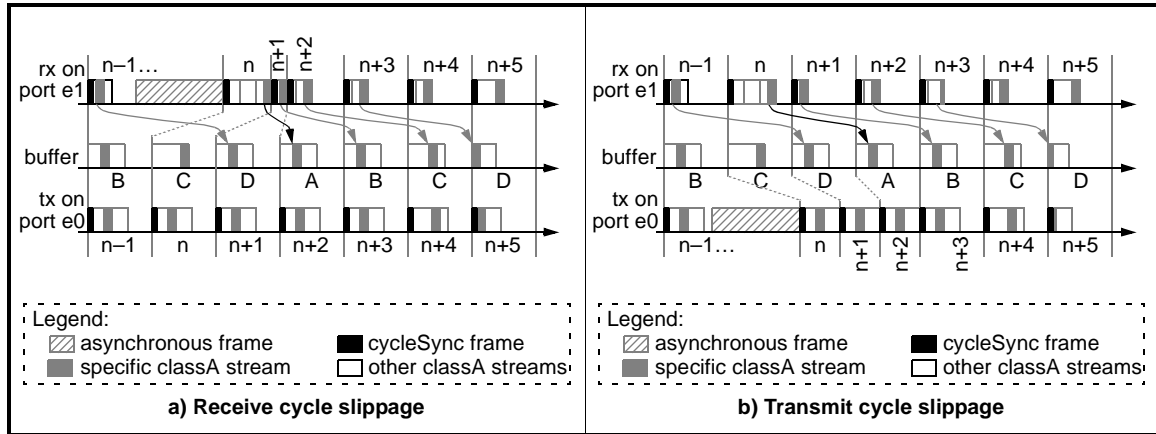 n–1…
n
n+1
n+2
n+3
n+4
n+5
rx on
port e1
buffer
B
C
D
A
B
C
D
tx on
port e0
n–1
n
n+1
n+2
n+3
n+4
n+5
Legend:
asynchronous frame
cycleSync frame
specific classA stream
other classA streams
a) Receive cycle slippage
n–1
n
n+1
n+2
n+3
n+4
n+5
rx on
port e1
buffer
B
C
D
A
B
C
D
tx on
port e0
n–1…
n
n+1
n+2
n+3
n+4
n+5
Legend:
asynchronous frame
cycleSync frame
specific classA stream
other classA streams
b) Transmit cycle slippage